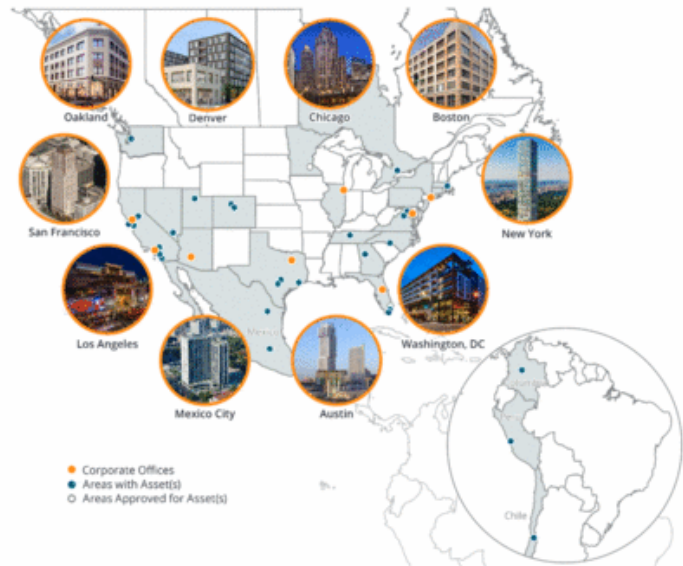 Oakland
Denver
Chicago
Boston
San Francisco
New York
Los Angeles
Washington, DC
Mexico
Mexico City
Austin
Corporate Offices
Areas with Asset(s)
Areas Approved for Asset(s)
Chile